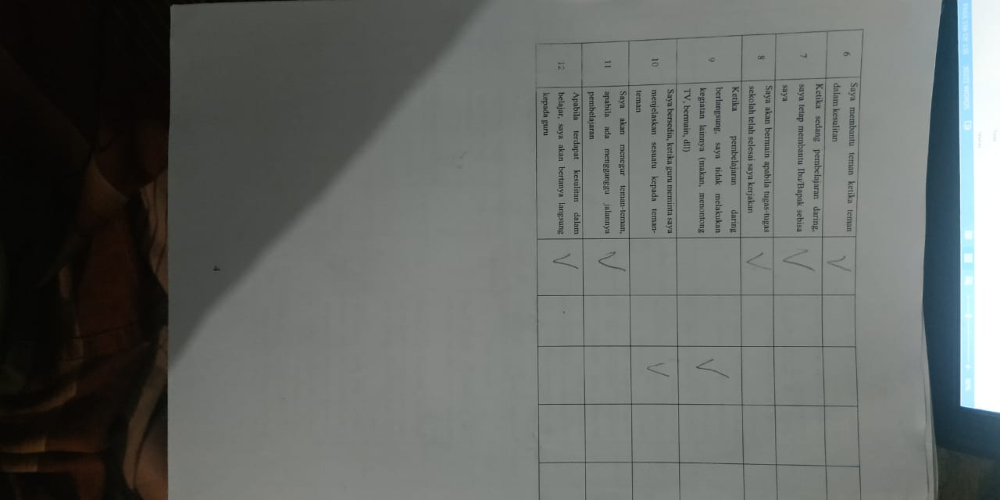 6
Saya membantu teman ketika teman
dalam kesulitan
7
Ketika sedang pembelajaran daring,
saya tetap membantu Ibu/Bapak sebisa
saya
8
Saya akan bermain apabila tugas-tugas
sekolah telah selesai saya kerjakan
9
Ketika pembelajaran daring
berlangsung, saya tidak melakukan
kegiatan lainnya (makan, menontong
TV, bermain, dll)
10
Saya bersedia, ketika guru meminta saya
menjelaskan sesuatu kepada teman-
teman
11
Saya akan menegur teman-teman,
apabila ada mengganggu jalannya
pembelajaran
12
Apabila terdapat kesulitan dalam
belajar, saya akan bertanya langsung
kepada guru
4